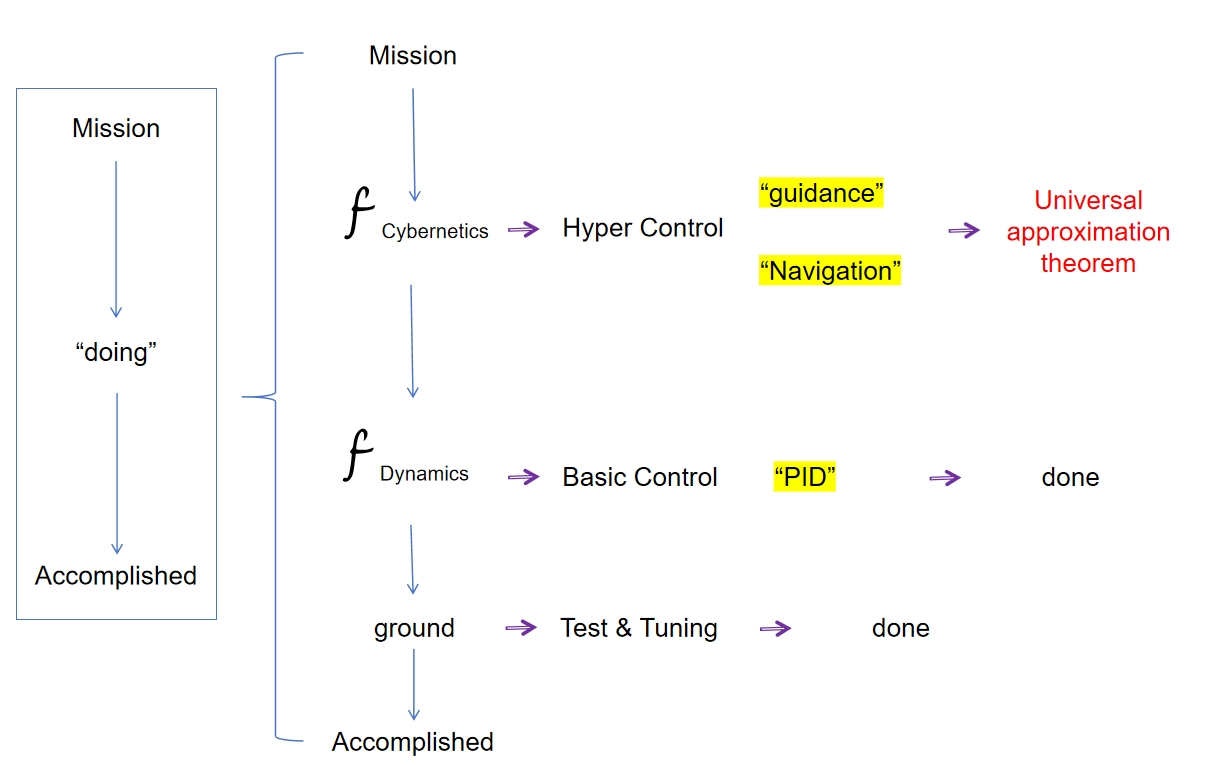 Mission
“doing”
Accomplished
Mission
f Cybernetics
Hyper Control
“guidance”
“Navigation”
Universal
approximation
theorem
f Dynamics
Basic Control
“PID”
done
ground
Test & Tuning
done
Accomplished